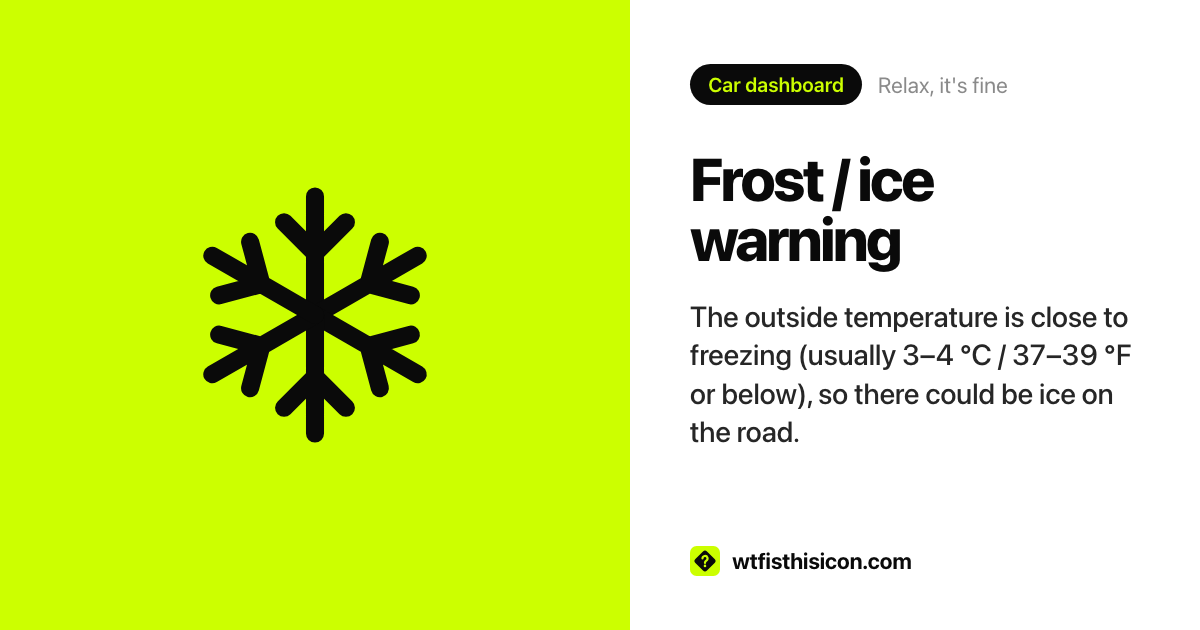 Car dashboard
Relax, it's fine
Frost / ice
warning
The outside temperature is close to
freezing (usually 3–4 °C / 37–39 °F
or below), so there could be ice on
the road.
?
wtfisthisicon.com